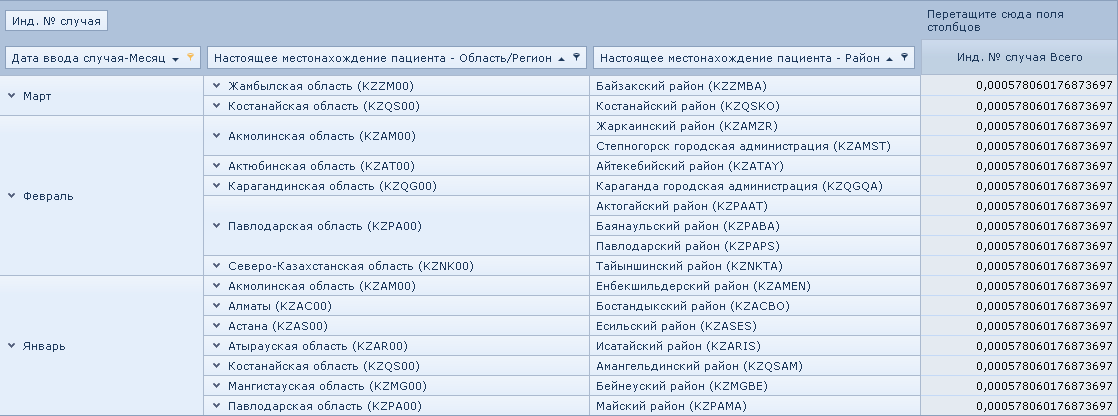 Инд. № случая
Перетащите сюда поля
столбцов
Дата ввода случая-Месяц Настоящее местонахождение пациента - Область/Регион Настоящее местонахождение пациента - Район Инд. № случая Всего
Март Жамбылская область (KZZM00) Байзакский район (KZZMBA) 0,000578060176873697
Костанайская область (KZQS00) Костанайский район (KZQSKO) 0,000578060176873697
Февраль Акмолинская область (KZAM00) Жаркаинский район (KZAMZR) 0,000578060176873697
Степногорск городская администрация (KZAMST) 0,000578060176873697
Актюбинская область (KZAT00) Айтекебийский район (KZATAY) 0,000578060176873697
Карагандинская область (KZQG00) Караганда городская администрация (KZQGQA) 0,000578060176873697
Павлодарская область (KZPA00) Актогайский район (KZPAAT) 0,000578060176873697
Баянаульский район (KZPABA) 0,000578060176873697
Павлодарский район (KZPAPS) 0,000578060176873697
Северо-Казахстанская область (KZNK00) Тайыншинский район (KZNKTA) 0,000578060176873697
Январь Акмолинская область (KZAM00) Енбекшильдерский район (KZAMEN) 0,000578060176873697
Алматы (KZAC00) Бостандыкский район (KZACBO) 0,000578060176873697
Астана (KZAS00) Есильский район (KZASES) 0,000578060176873697
Атырауская область (KZAR00) Исатайский район (KZARIS) 0,000578060176873697
Костанайская область (KZQS00) Амангельдинский район (KZQSAM) 0,000578060176873697
Мангистауская область (KZMG00) Бейнеуский район (KZMGBE) 0,000578060176873697
Павлодарская область (KZPA00) Майский район (KZPAMA) 0,000578060176873697